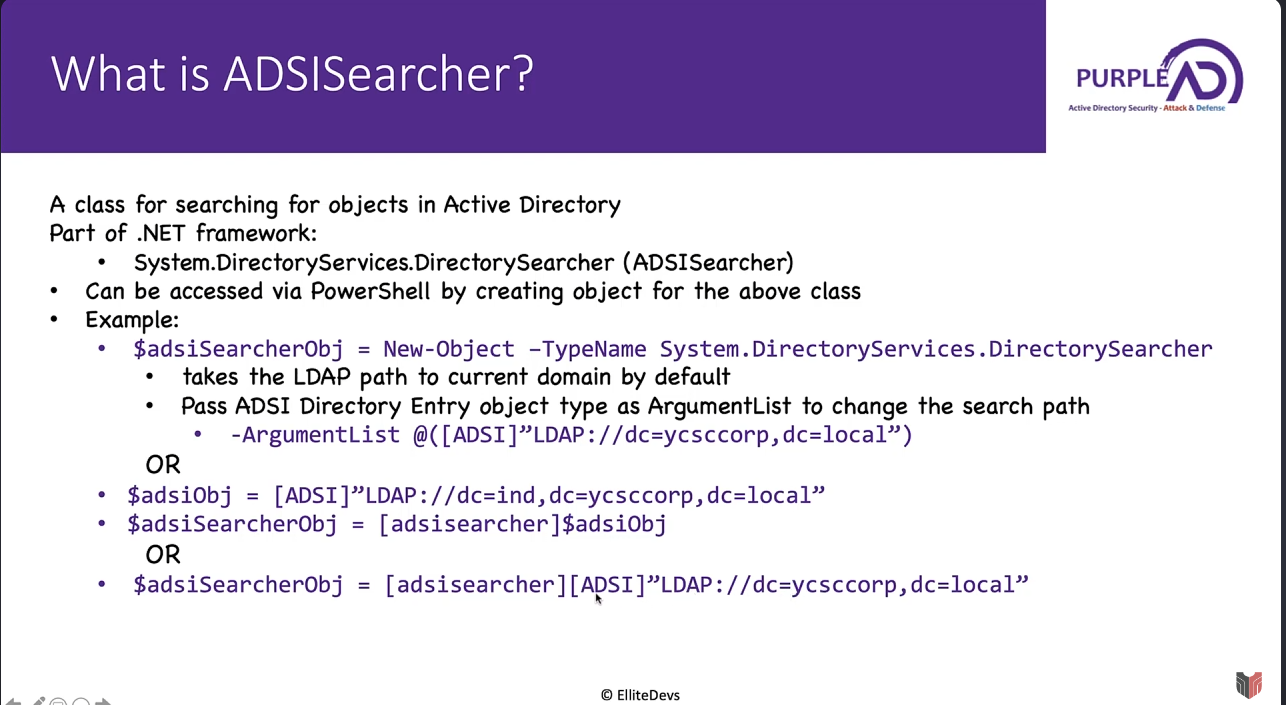 What is ADSISearcher?
PURPLE AD
Active Directory Security - Attack & Defense
A class for searching for objects in Active Directory
Part of .NET framework:
• System.DirectoryServices.DirectorySearcher (ADSISearcher)
• Can be accessed via PowerShell by creating object for the above class
• Example:
• $adsiSearcherObj = New-Object –TypeName System.DirectoryServices.DirectorySearcher
• takes the LDAP path to current domain by default
• Pass ADSI Directory Entry object type as ArgumentList to change the search path
• -ArgumentList @([ADSI]”LDAP://dc=ycsccorp,dc=local”)
OR
• $adsiObj = [ADSI]”LDAP://dc=ind,dc=ycsccorp,dc=local”
• $adsiSearcherObj = [adsisearcher]$adsiObj
OR
• $adsiSearcherObj = [adsisearcher][ADSI]”LDAP://dc=ycsccorp,dc=local”
© ElliteDevs